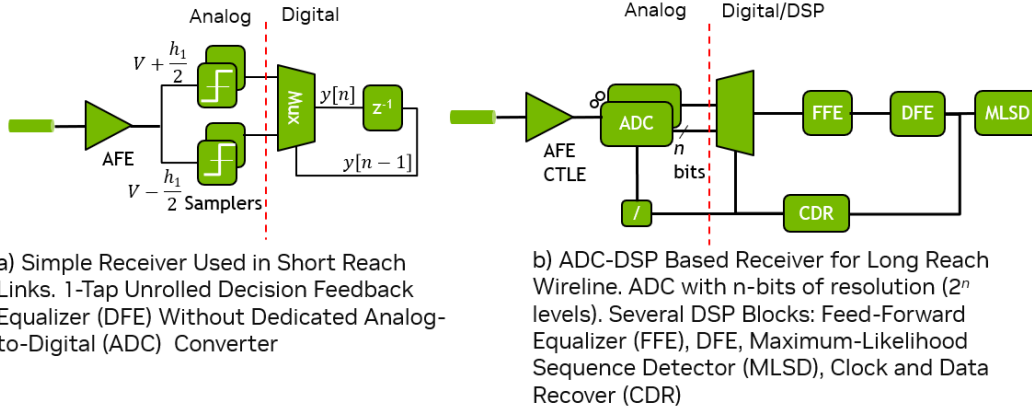 Analog Digital
V + h₁/2
y[n]
z⁻¹
Mux
AFE
y[n − 1]
V − h₁/2
Samplers
a) Simple Receiver Used in Short Reach
Links. 1-Tap Unrolled Decision Feedback
Equalizer (DFE) Without Dedicated Analog-
to-Digital (ADC) Converter
Analog Digital/DSP
ADC
FFE
DFE
MLSD
AFE
CTLE
n
bits
/
CDR
b) ADC-DSP Based Receiver for Long Reach
Wireline. ADC with n-bits of resolution (2ⁿ
levels). Several DSP Blocks: Feed-Forward
Equalizer (FFE), DFE, Maximum-Likelihood
Sequence Detector (MLSD), Clock and Data
Recover (CDR)